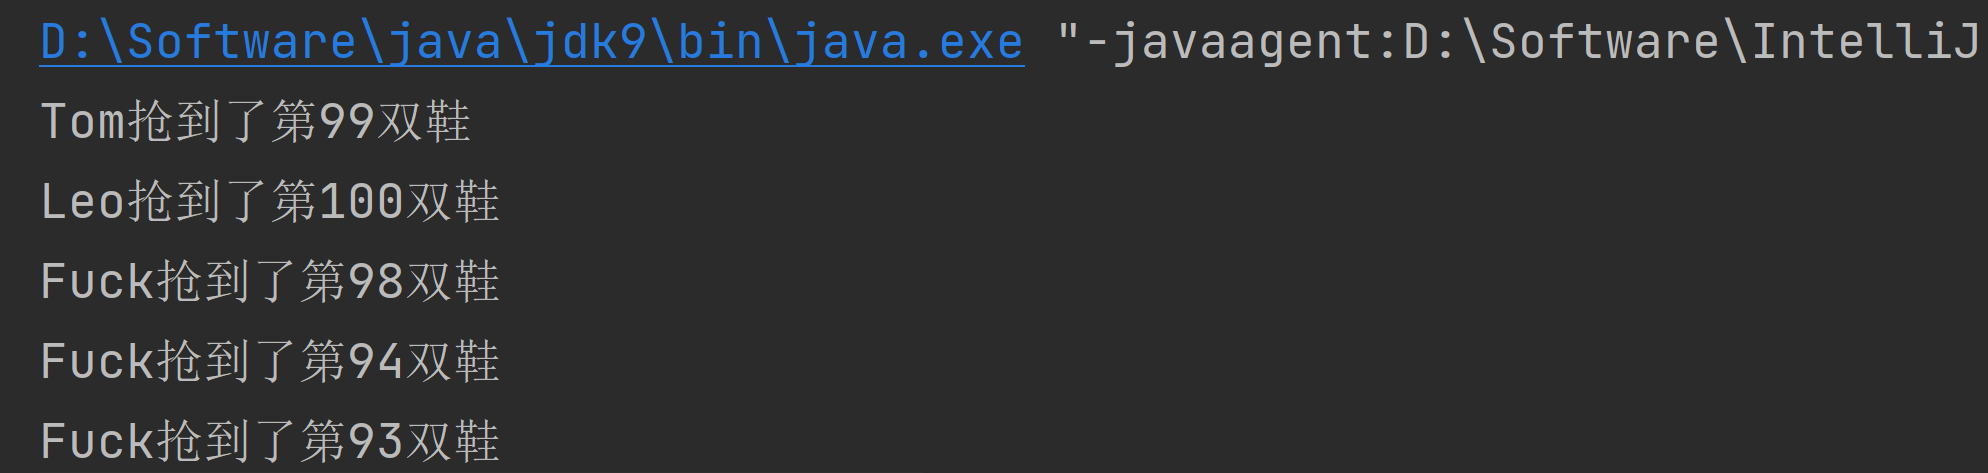 D:\Software\java\jdk9\bin\java.exe "-javaagent:D:\Software\IntelliJ
Tom抢到了第99双鞋
Leo抢到了第100双鞋
Fuck抢到了第98双鞋
Fuck抢到了第94双鞋
Fuck抢到了第93双鞋